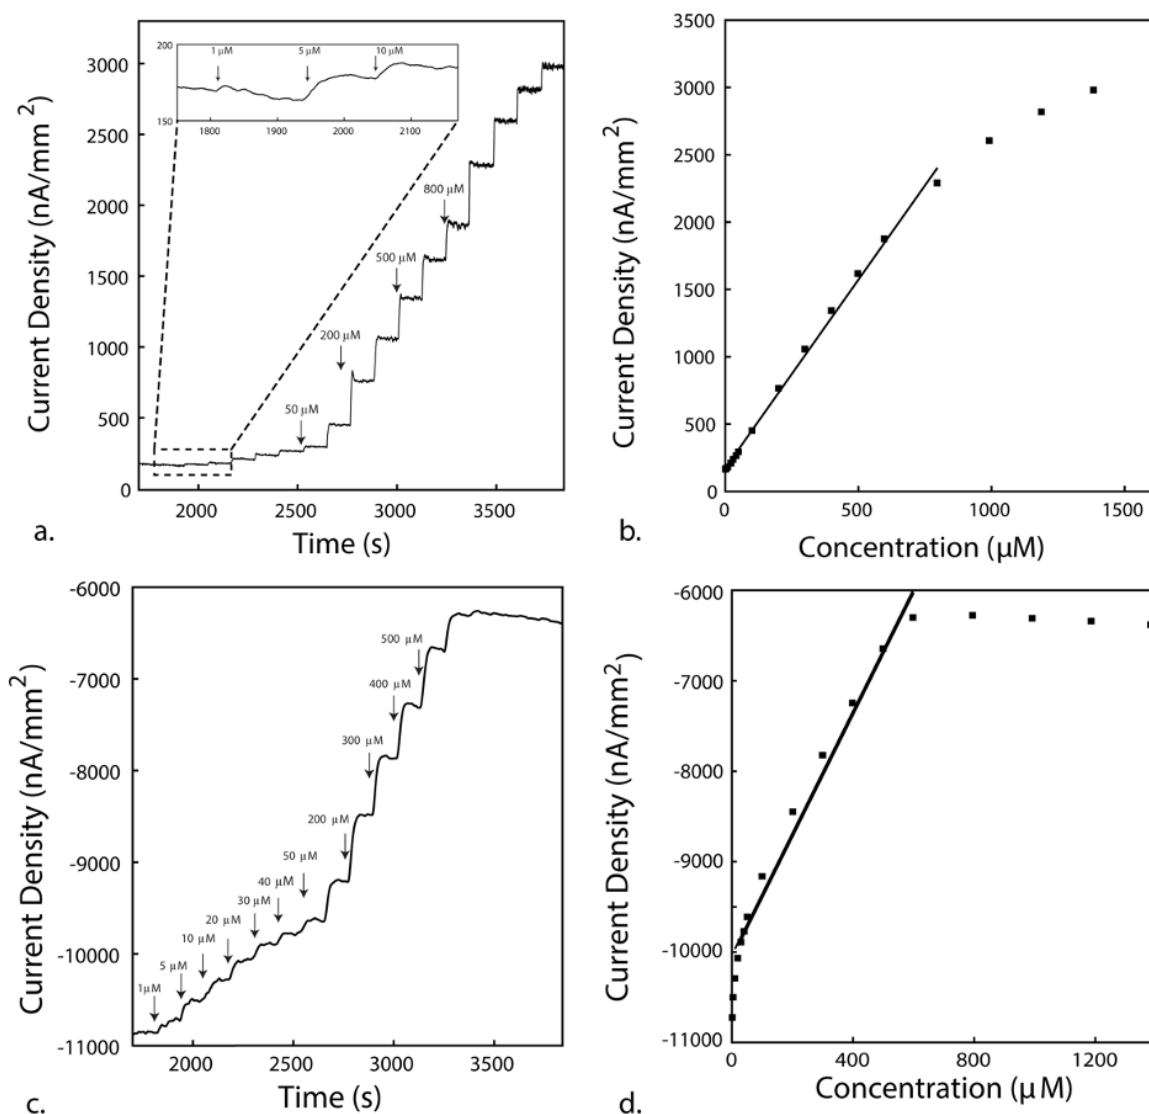 200
150
1800
1900
2000
2100
1 µM
5 µM
10 µM
3000
2500
2000
1500
1000
500
0
Current Density (nA/mm²)
800 µM
500 µM
200 µM
50 µM
2000
2500
3000
3500
Time (s)
a.
3500
3000
2500
2000
1500
1000
500
0
Current Density (nA/mm²)
0
500
1000
1500
Concentration (µM)
b.
-6000
-7000
-8000
-9000
-10000
-11000
Current Density (nA/mm²)
500 µM
400 µM
300 µM
200 µM
50 µM
40 µM
30 µM
20 µM
10 µM
5 µM
1µM
2000
2500
3000
3500
Time (s)
c.
-6000
-7000
-8000
-9000
-10000
-11000
Current Density (nA/mm²)
0
400
800
1200
Concentration (µ M)
d.